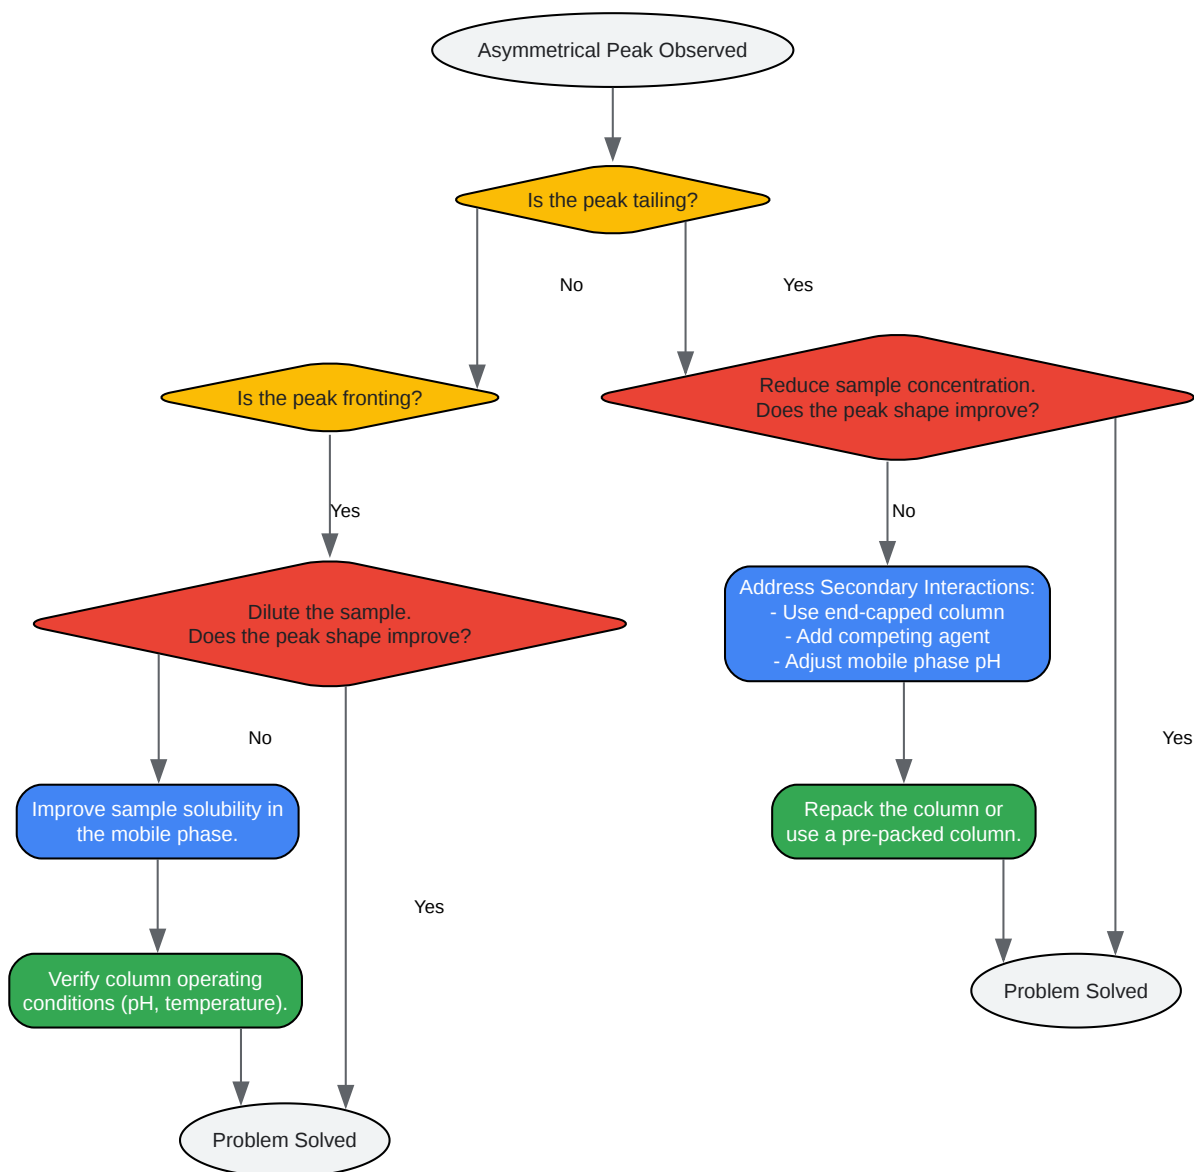 Asymmetrical Peak Observed
Is the peak tailing?
No
Yes
Is the peak fronting?
Reduce sample concentration.
Does the peak shape improve?
Yes
No
Dilute the sample.
Does the peak shape improve?
Address Secondary Interactions:
- Use end-capped column
- Add competing agent
- Adjust mobile phase pH
No
Yes
Improve sample solubility in
the mobile phase.
Repack the column or
use a pre-packed column.
Yes
Verify column operating
conditions (pH, temperature).
Problem Solved
Problem Solved